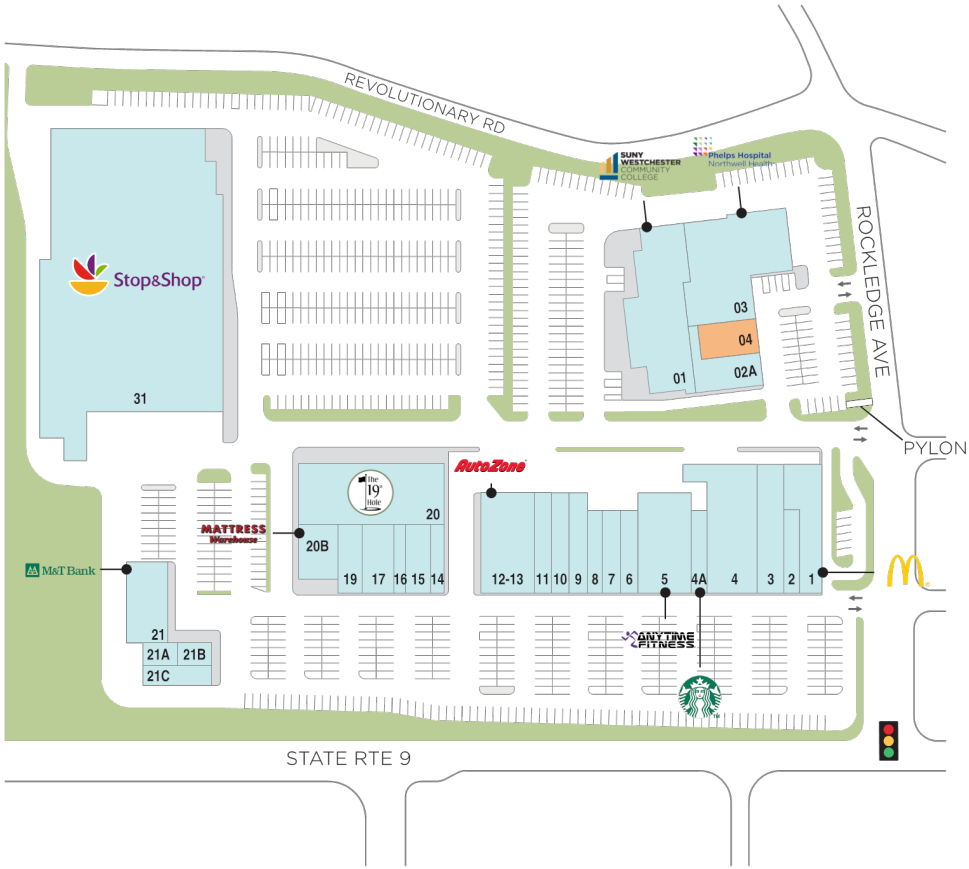 REVOLUTIONARY RD
SUNY
WESTCHESTER
COMMUNITY
COLLEGE
Phelps Hospital
Northwell Health
ROCKLEDGE AVE
Stop&Shop
31
03
04
02A
01
PYLON
The
19th
Hole
20
AutoZone
MATTRESS
Warehouse
20B
19
17
16
15
14
12-13
11
10
9
8
7
6
5
4A
4
3
2
1
M&T Bank
21
21A
21B
21C
ANYTIME
FITNESS
STATE RTE 9